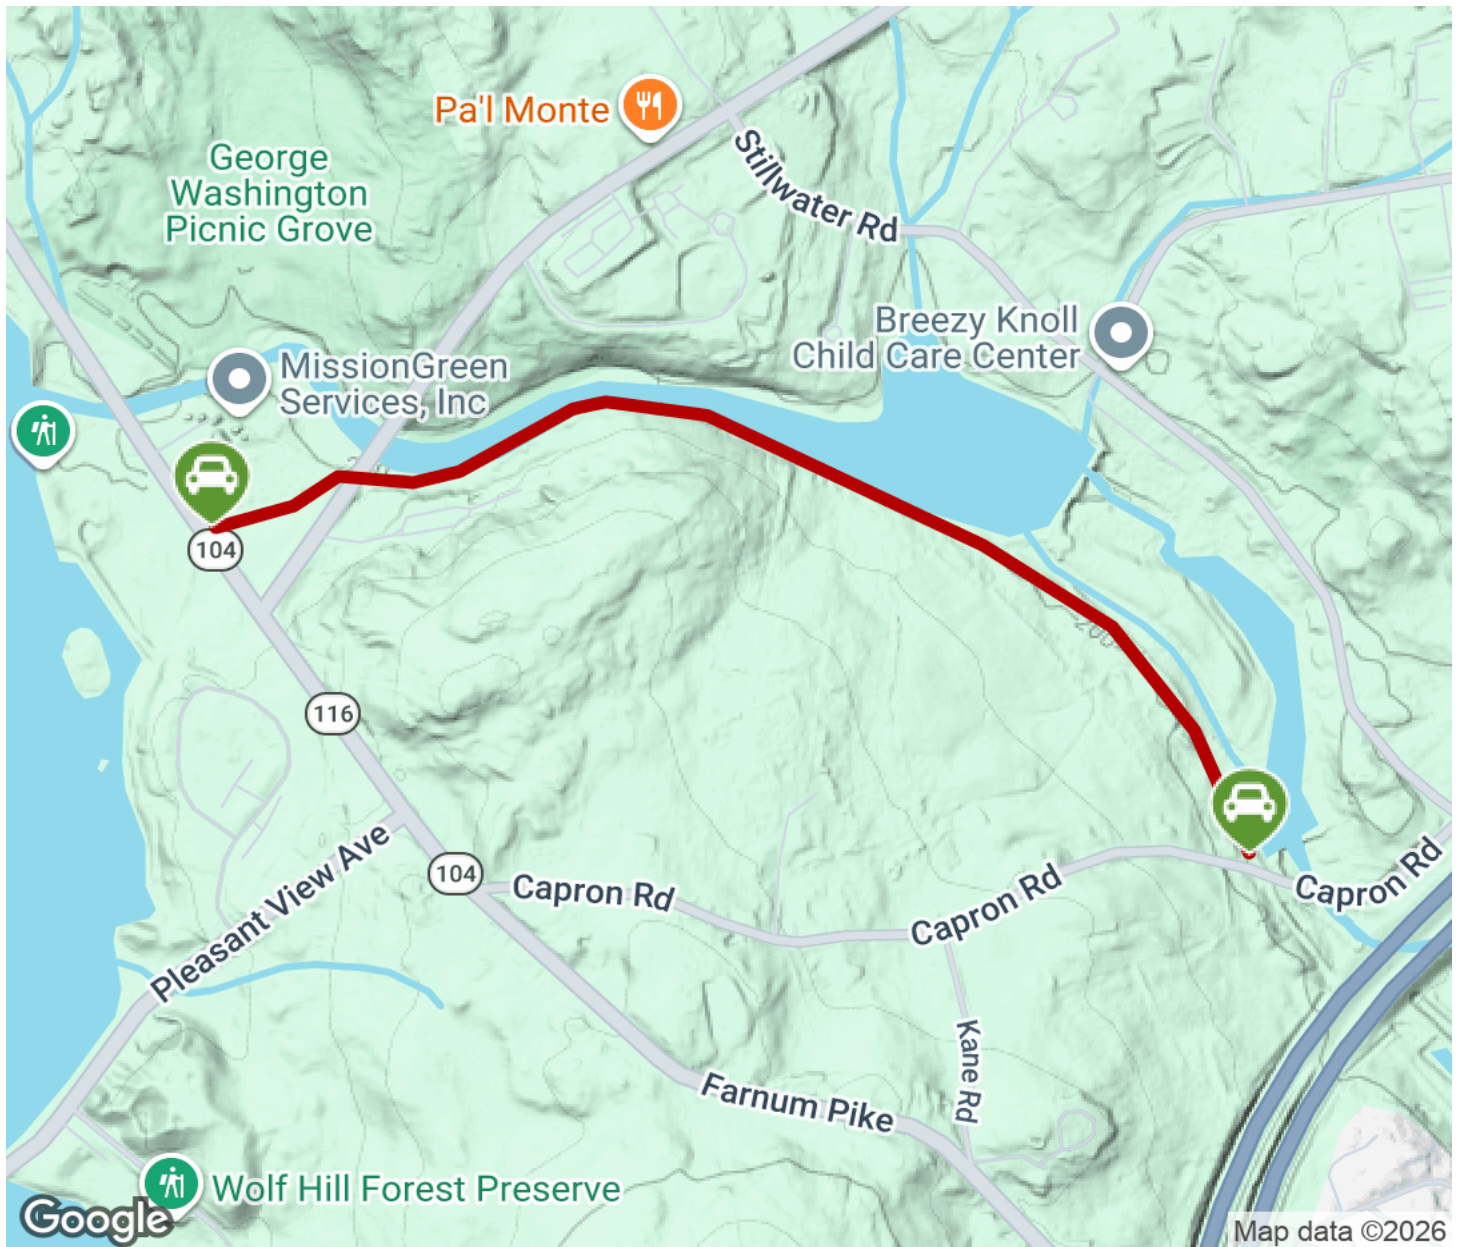 Pa'l Monte
George
Washington
Picnic Grove
Stillwater Rd
Breezy Knoll
Child Care Center
MissionGreen
Services, Inc
104
200
116
104
Pleasant View Ave
Capron Rd
Capron Rd
Capron Rd
Kane Rd
Farnum Pike
Wolf Hill Forest Preserve
Google
Map data ©2026